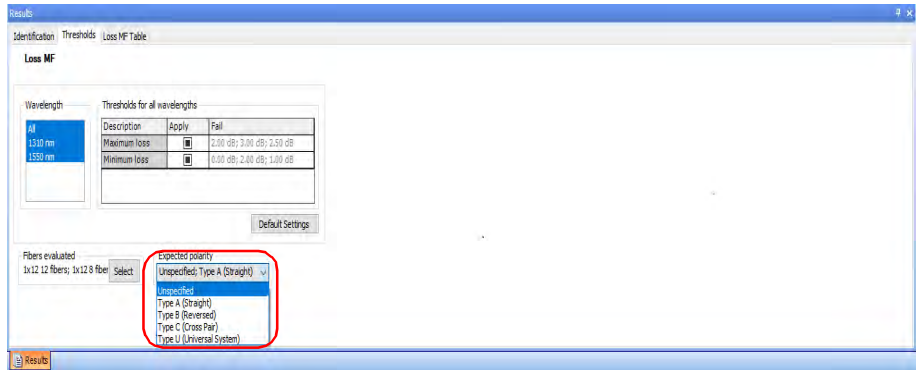 Results
Identification Thresholds Loss MF Table
Loss MF
Wavelength
All
1310 nm
1550 nm
Thresholds for all wavelengths
Description Apply Fail
Maximum loss 2.00 dB; 3.00 dB; 2.50 dB
Minimum loss 0.00 dB; 2.00 dB; 1.00 dB
Default Settings
Fibers evaluated
1x12 12 fibers; 1x12 8 fiber Select
Expected polarity
Unspecified; Type A (Straight)
Unspecified
Type A (Straight)
Type B (Reversed)
Type C (Cross Pair)
Type U (Universal System)
Results